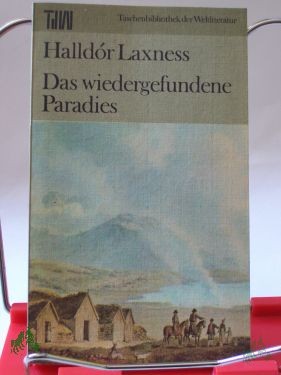 TdW
Taschenbibliothek der Weltliteratur
Halldór Laxness
Das wiedergefundene
Paradies